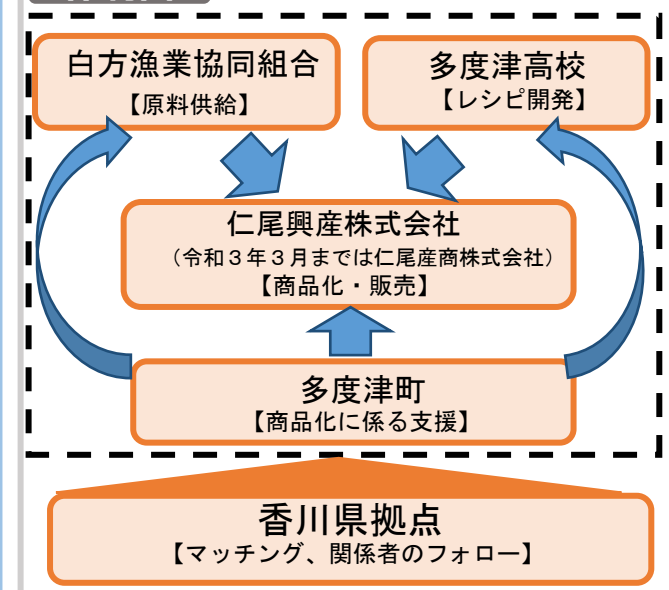 白方漁業協同組合
【原料供給】
多度津高校
【レシピ開発】
仁尾興産株式会社
（令和３年３月までは仁尾産商株式会社）
【商品化・販売】
多度津町
【商品化に係る支援】
香川県拠点
【マッチング、関係者のフォロー】